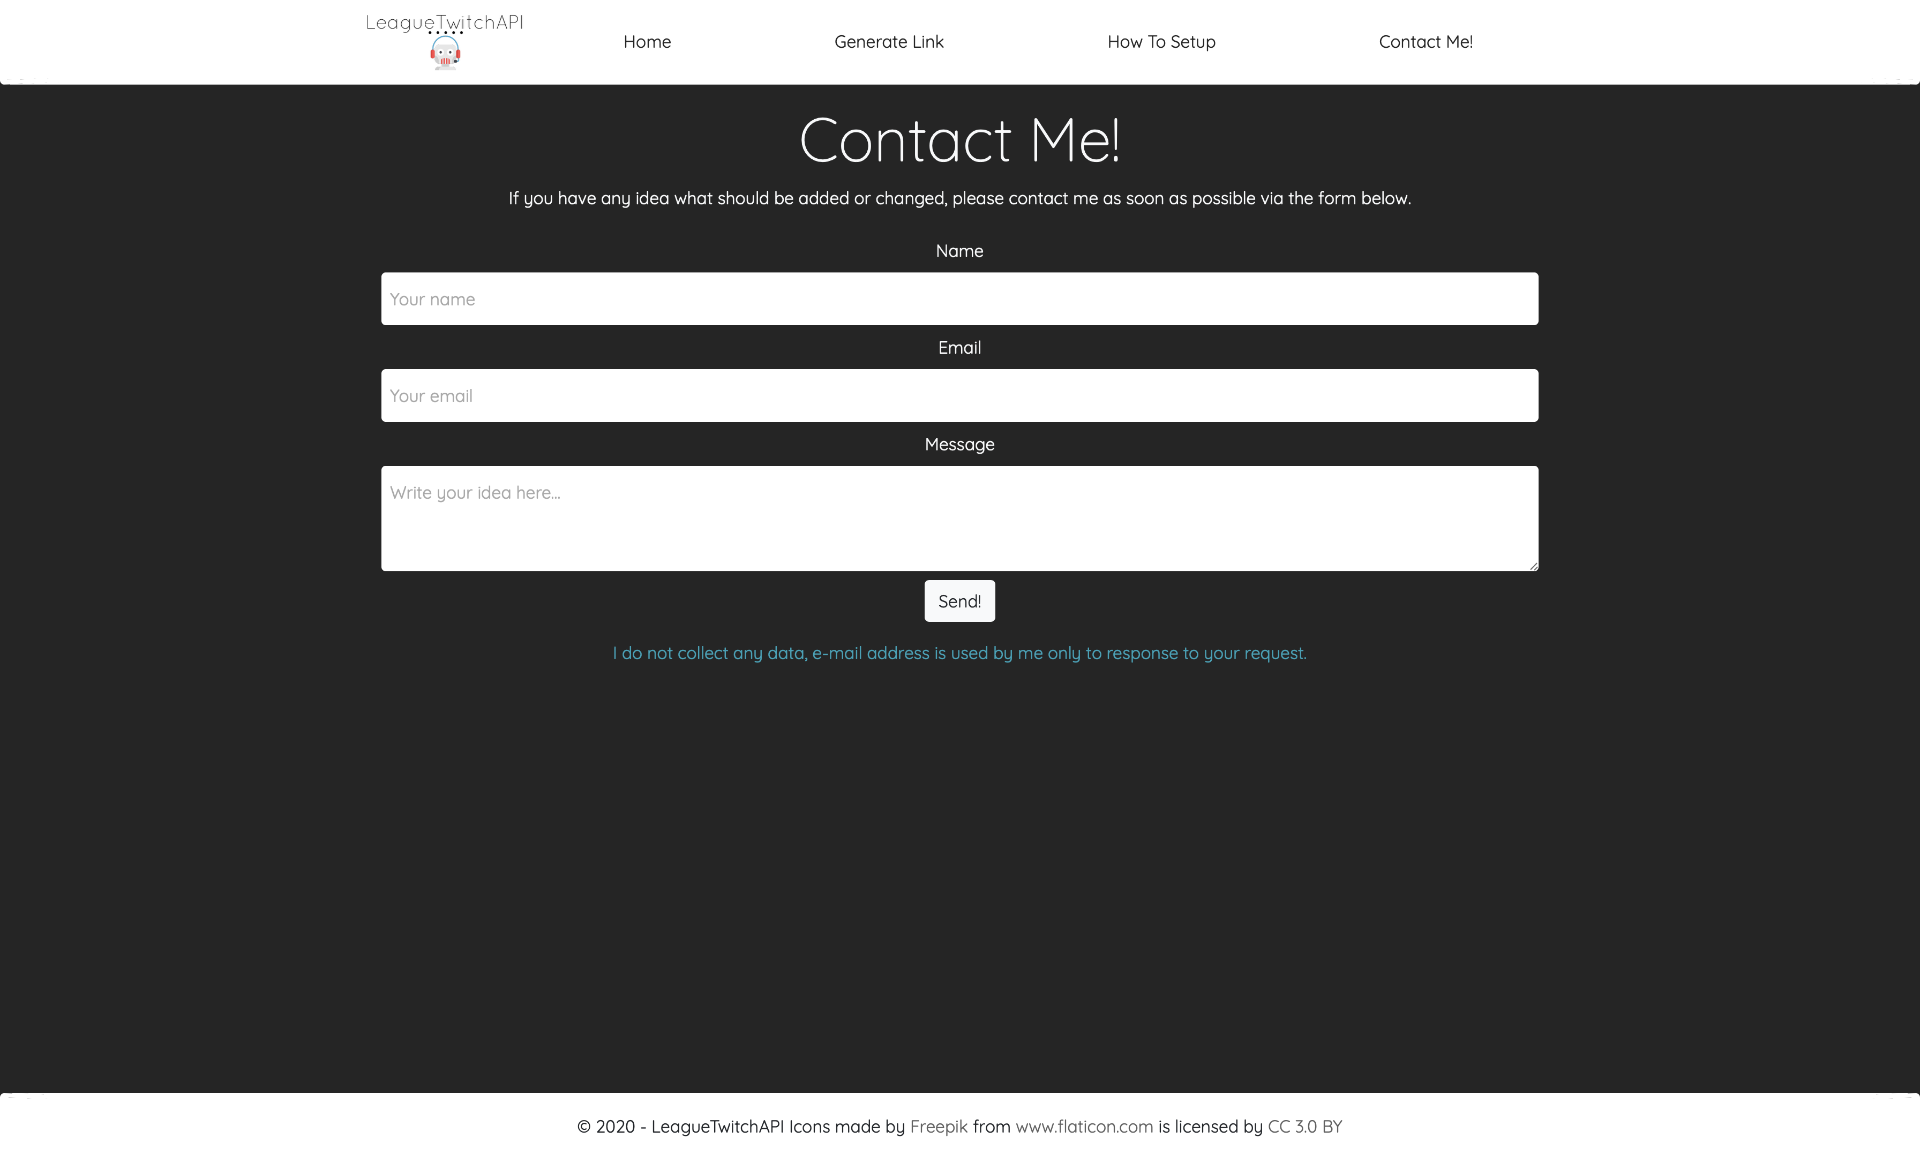 LeagueTwitchAPI
Home
Generate Link
How To Setup
Contact Me!
Contact Me!
If you have any idea what should be added or changed, please contact me as soon as possible via the form below.
Name
Your name
Email
Your email
Message
Write your idea here...
Send!
I do not collect any data, e-mail address is used by me only to response to your request.
© 2020 - LeagueTwitchAPI Icons made by Freepik from www.flaticon.com is licensed by CC 3.0 BY